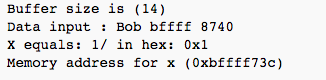 Buffer size is (14)
Data input : Bob bffff 8740
X equals: 1/ in hex: 0x1
Memory address for x (0xbffff73c)